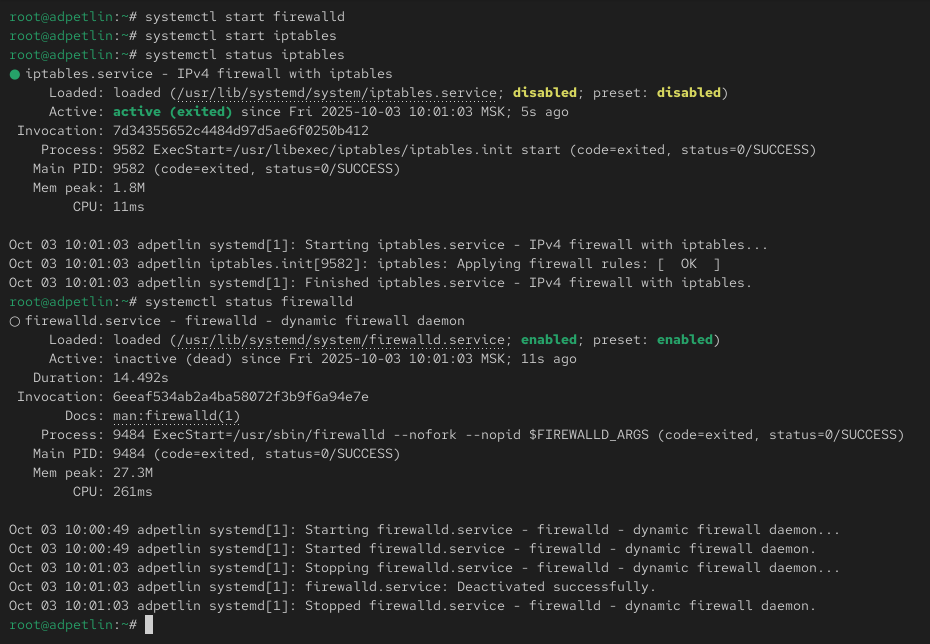 root@adpetlin:~# systemctl start firewalld
root@adpetlin:~# systemctl start iptables
root@adpetlin:~# systemctl status iptables
● iptables.service - IPv4 firewall with iptables
     Loaded: loaded (/usr/lib/systemd/system/iptables.service; disabled; preset: disabled)
     Active: active (exited) since Fri 2025-10-03 10:01:03 MSK; 5s ago
 Invocation: 7d34355652c4484d97d5ae6f0250b412
    Process: 9582 ExecStart=/usr/libexec/iptables/iptables.init start (code=exited, status=0/SUCCESS)
   Main PID: 9582 (code=exited, status=0/SUCCESS)
   Mem peak: 1.8M
        CPU: 11ms

Oct 03 10:01:03 adpetlin systemd[1]: Starting iptables.service - IPv4 firewall with iptables...
Oct 03 10:01:03 adpetlin iptables.init[9582]: iptables: Applying firewall rules: [  OK  ]
Oct 03 10:01:03 adpetlin systemd[1]: Finished iptables.service - IPv4 firewall with iptables.
root@adpetlin:~# systemctl status firewalld
○ firewalld.service - firewalld - dynamic firewall daemon
     Loaded: loaded (/usr/lib/systemd/system/firewalld.service; enabled; preset: enabled)
     Active: inactive (dead) since Fri 2025-10-03 10:01:03 MSK; 11s ago
   Duration: 14.492s
 Invocation: 6eeaf534ab2a4ba58072f3b9f6a94e7e
       Docs: man:firewalld(1)
    Process: 9484 ExecStart=/usr/sbin/firewalld --nofork --nopid $FIREWALLD_ARGS (code=exited, status=0/SUCCESS)
   Main PID: 9484 (code=exited, status=0/SUCCESS)
   Mem peak: 27.3M
        CPU: 261ms

Oct 03 10:00:49 adpetlin systemd[1]: Starting firewalld.service - firewalld - dynamic firewall daemon...
Oct 03 10:00:49 adpetlin systemd[1]: Started firewalld.service - firewalld - dynamic firewall daemon.
Oct 03 10:01:03 adpetlin systemd[1]: Stopping firewalld.service - firewalld - dynamic firewall daemon...
Oct 03 10:01:03 adpetlin systemd[1]: firewalld.service: Deactivated successfully.
Oct 03 10:01:03 adpetlin systemd[1]: Stopped firewalld.service - firewalld - dynamic firewall daemon.
root@adpetlin:~#